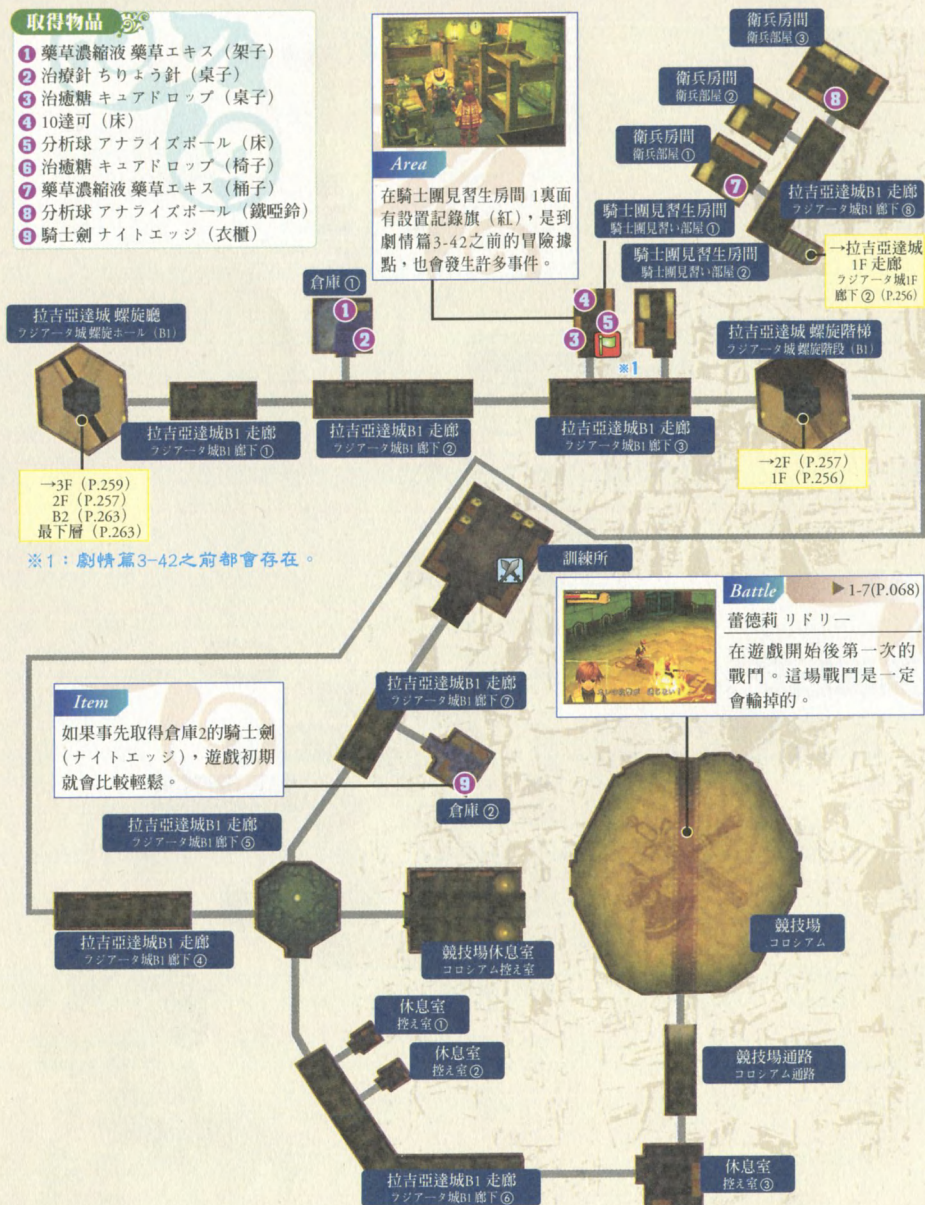 取得物品
1 藥草濃縮液 藥草エキス（架子）
2 治療針 ちりょう針（桌子）
3 治癒糖 キュアドロップ（桌子）
4 10達可（床）
5 分析球 アナライズボール（床）
6 治癒糖 キュアドロップ（椅子）
7 藥草濃縮液 藥草エキス（桶子）
8 分析球 アナライズボール（鐵啞鈴）
9 騎士劍 ナイトエッジ（衣櫃）
Area
在騎士團見習生房間 1裏面
有設置記錄旗（紅），是到
劇情篇3-42之前的冒險據
點，也會發生許多事件。
衛兵房間
衛兵部屋③
衛兵房間
衛兵部屋②
衛兵房間
衛兵部屋①
8
7
拉吉亞達城B1 走廊
ラジアータ城B1 廊下⑧
→拉吉亞達城
1F 走廊
ラジアータ城1F
廊下②（P.256）
騎士團見習生房間
騎士團見習い部屋①
騎士團見習生房間
騎士團見習い部屋②
倉庫①
1
2
4
5
3
※1
拉吉亞達城 螺旋廳
ラジアータ城 螺旋ホール（B1）
拉吉亞達城 螺旋階梯
ラジアータ城 螺旋階段（B1）
拉吉亞達城B1 走廊
ラジアータ城B1 廊下①
拉吉亞達城B1 走廊
ラジアータ城B1 廊下②
拉吉亞達城B1 走廊
ラジアータ城B1 廊下③
→3F（P.259）
2F（P.257）
B2（P.263）
最下層（P.263）
→2F（P.257）
1F（P.256）
※1：劇情篇3-42之前都會存在。
訓練所
Battle
▶1-7(P.068)
蕾德莉 リドリー
在遊戲開始後第一次的
戰鬥。這場戰鬥是一定
會輸掉的。
拉吉亞達城B1 走廊
ラジアータ城B1 廊下⑦
Item
如果事先取得倉庫2的騎士劍
（ナイトエッジ），遊戲初期
就會比較輕鬆。
9
倉庫②
拉吉亞達城B1 走廊
ラジアータ城B1 廊下⑤
拉吉亞達城B1 走廊
ラジアータ城B1 廊下④
競技場休息室
コロシアム控え室
競技場
コロシアム
休息室
控え室①
休息室
控え室②
競技場通路
コロシアム通路
拉吉亞達城B1 走廊
ラジアータ城B1 廊下⑥
休息室
控え室③